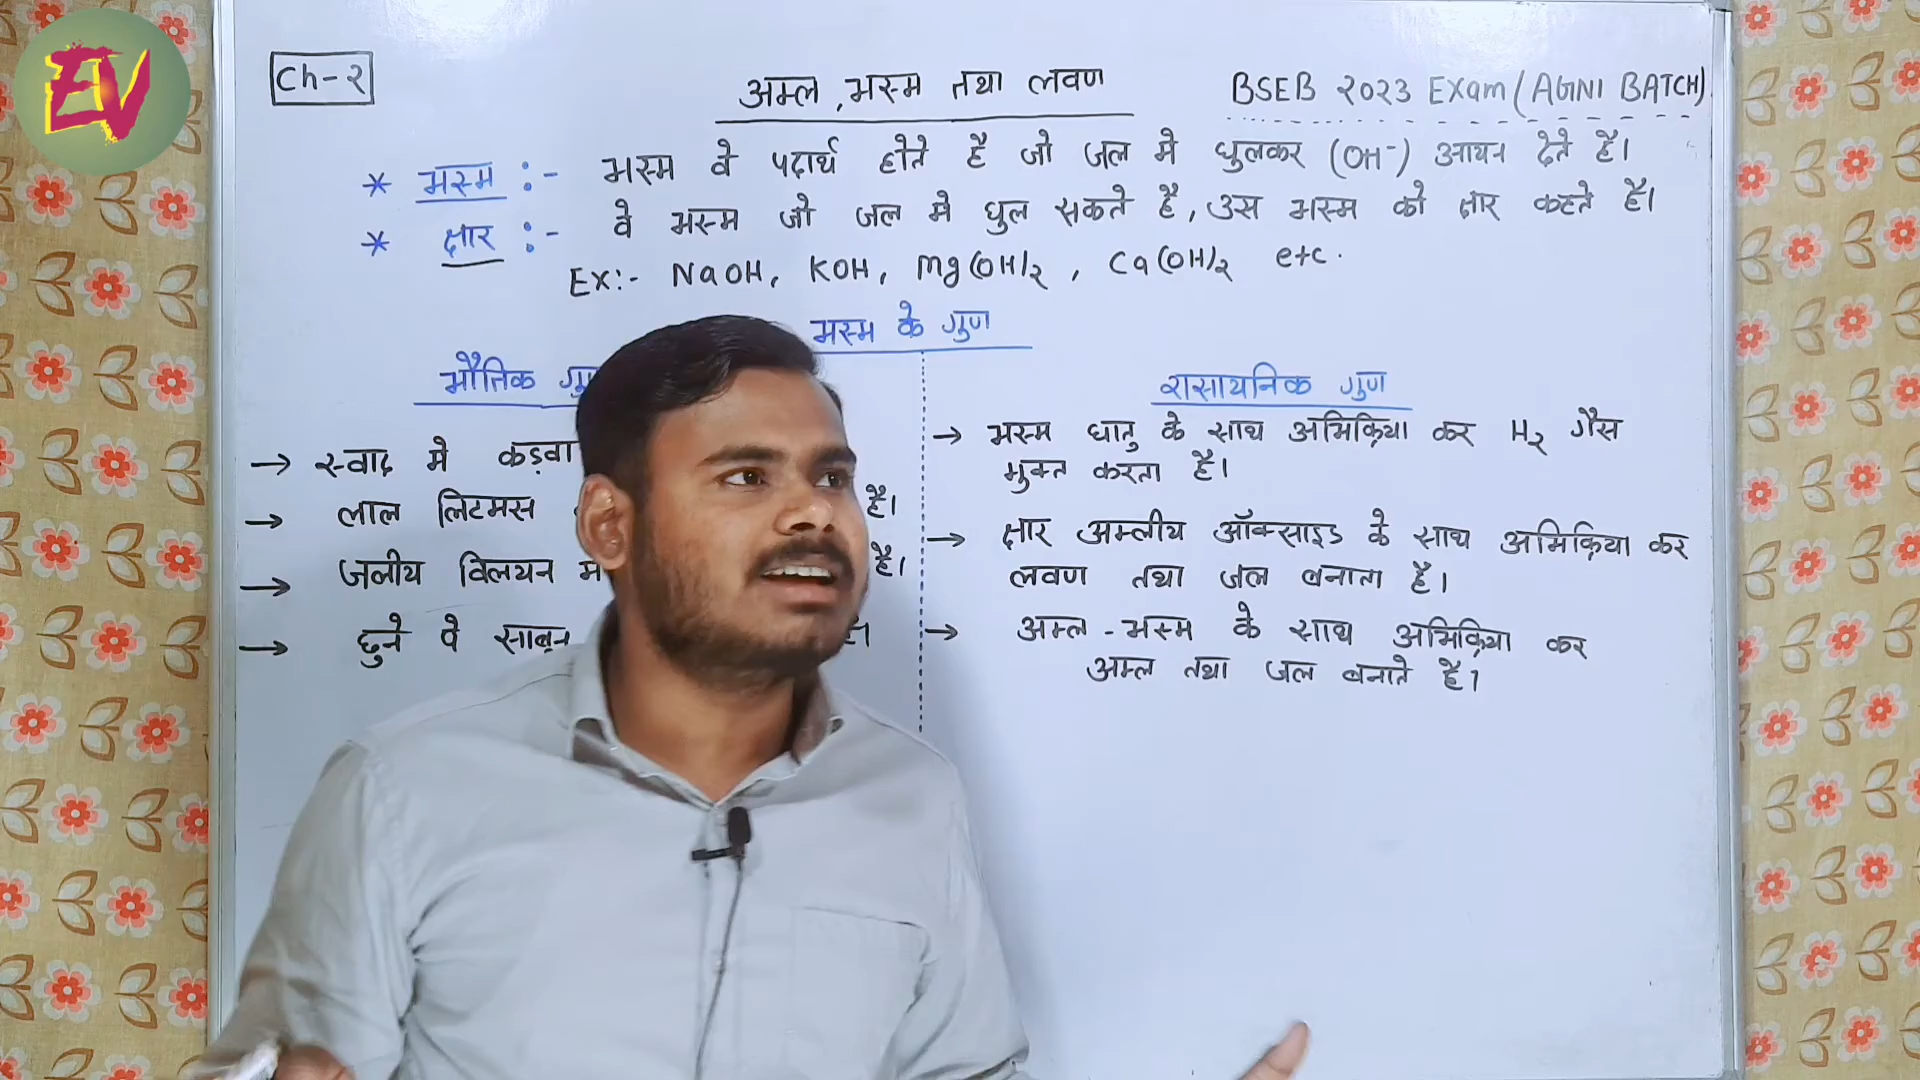 EV
Ch-२
अम्ल, भस्म तथा लवण
BSEB २०२३ Exam (AGNI BATCH)
* भस्म :- भस्म वे पदार्थ होते है जो जल मे घुलकर (OH⁻) आयन देते है।
* क्षार :- वे भस्म जो जल मे घुल सकते है, उस भस्म को क्षार कहते है।
Ex:- NaOH, KOH, Mg(OH)२, Ca(OH)२ etc.
भस्म के गुण
भौतिक
→ स्वाद मे कड़वा
→ लाल लिटमस है।
→ जलीय विलयन है।
→ छुने पे साबुन
रासायनिक गुण
→ भस्म धातु के साथ अभिक्रिया कर H२ गैस
मुक्त करता है।
→ क्षार अम्लीय ऑक्साइड के साथ अभिक्रिया कर
लवण तथा जल बनाता है।
→ अम्ल - भस्म के साथ अभिक्रिया कर
अम्ल तथा जल बनाते है।